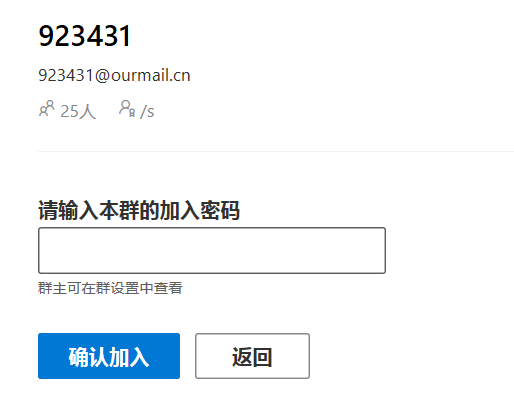 923431
923431@ourmail.cn
25人 /s
请输入本群的加入密码
群主可在群设置中查看
确认加入 返回